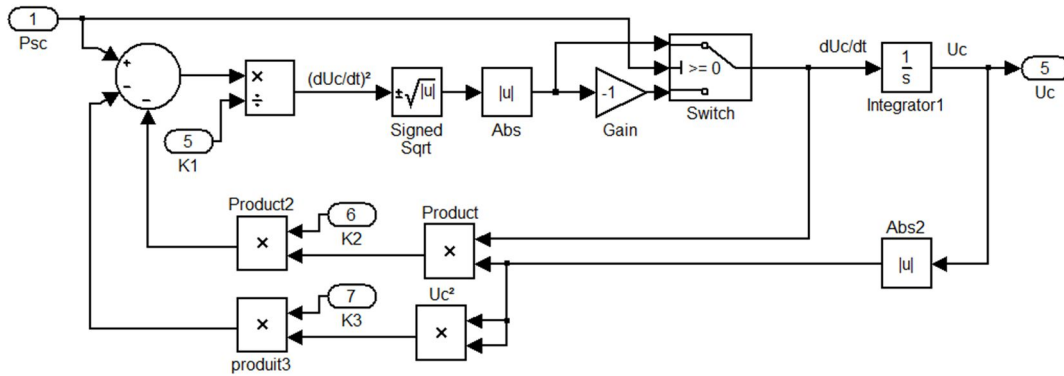 1
Psc
+
−
−
×
÷
5
K1
(dUc/dt)²
±√|u|
Signed
Sqrt
|u|
Abs
-1
Gain
>= 0
Switch
dUc/dt
1
s
Integrator1
Uc
5
Uc
Product2
×
6
K2
Product
×
Abs2
|u|
×
produit3
7
K3
Uc²
×